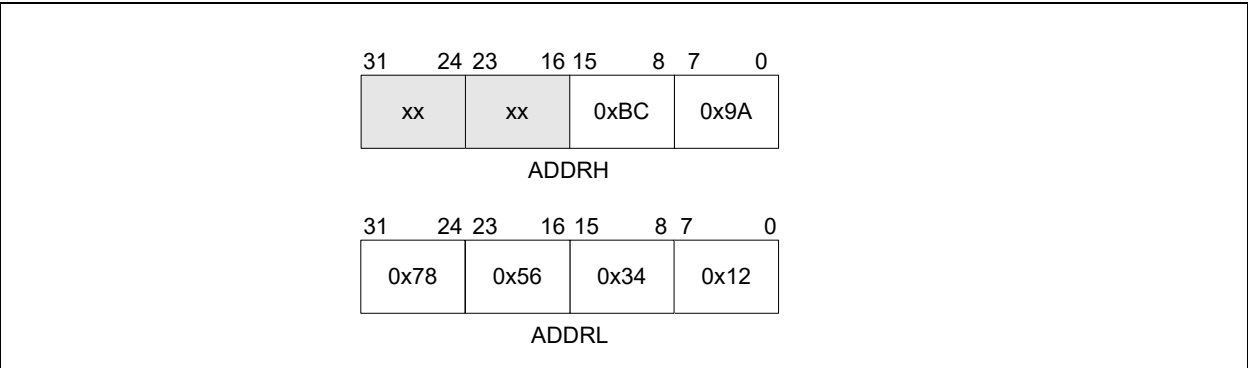 31 24 23 16 15 8 7 0
xx xx 0xBC 0x9A
ADDRH
31 24 23 16 15 8 7 0
0x78 0x56 0x34 0x12
ADDRL